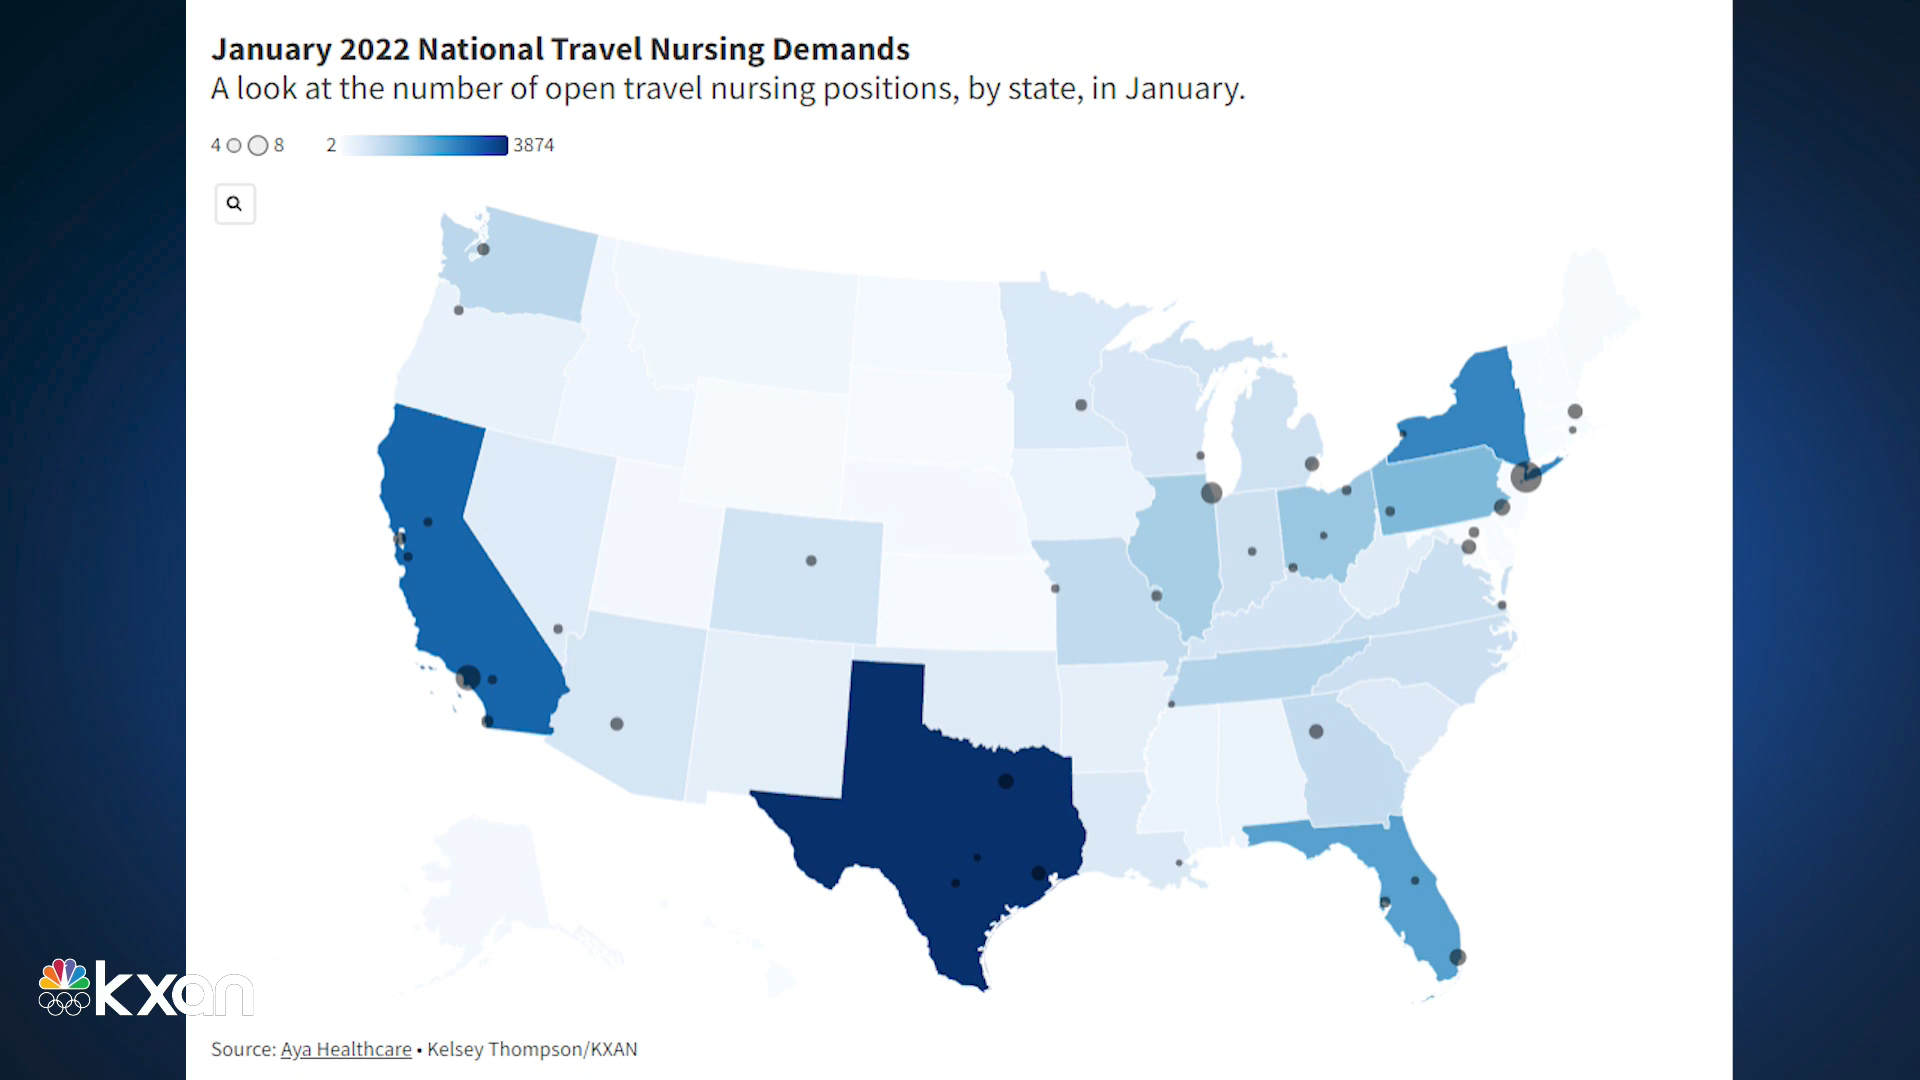 January 2022 National Travel Nursing Demands
A look at the number of open travel nursing positions, by state, in January.
4 8 2 3874
kxan
Source: Aya Healthcare • Kelsey Thompson/KXAN